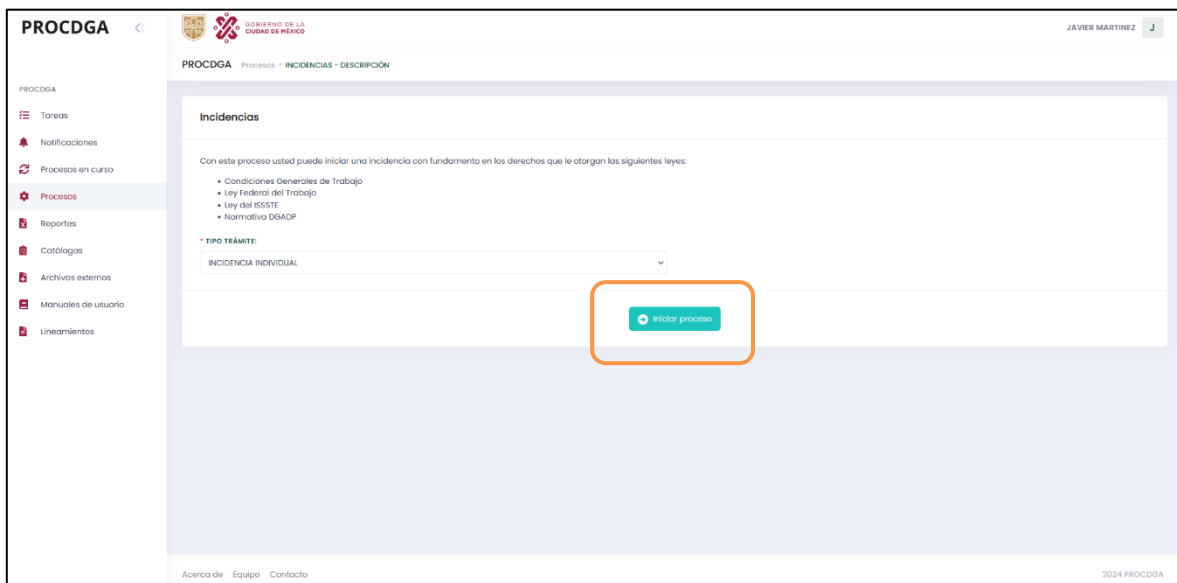 PROCDGA
GOBIERNO DE LA
CIUDAD DE MÉXICO
JAVIER MARTINEZ J
PROCDGA Procesos - INCIDENCIAS - DESCRIPCIÓN
PROCDGA
Tareas
Notificaciones
Procesos en curso
Procesos
Reportes
Catálogos
Archivos externos
Manuales de usuario
Lineamientos
Incidencias
Con este proceso usted puede iniciar una incidencia con fundamento en los derechos que le otorgan las siguientes leyes:
• Condiciones Generales de Trabajo
• Ley Federal del Trabajo
• Ley del ISSSTE
• Normativa DGADP
* TIPO TRÁMITE:
INCIDENCIA INDIVIDUAL
Iniciar proceso
Acerca de Equipo Contacto
2024 PROCDGA